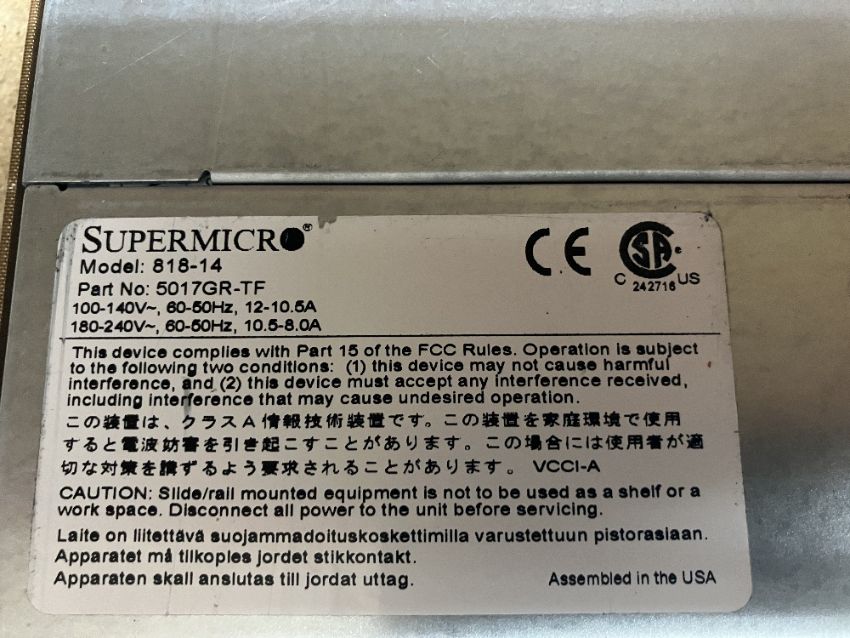 SUPERMICRO®
Model: 818-14
Part No: 5017GR-TF
100-140V~, 60-50Hz, 12-10.5A
180-240V~, 60-50Hz, 10.5-8.0A
CE
CSA®
C 242716 US
This device complies with Part 15 of the FCC Rules. Operation is subject
to the following two conditions: (1) this device may not cause harmful
interference, and (2) this device must accept any interference received,
including interference that may cause undesired operation.
この装置は、クラスA情報技術装置です。この装置を家庭環境で使用
すると電波妨害を引き起こすことがあります。この場合には使用者が適
切な対策を講ずるよう要求されることがあります。 VCCI-A
CAUTION: Slide/rail mounted equipment is not to be used as a shelf or a
work space. Disconnect all power to the unit before servicing.
Laite on liitettävä suojammadoituskoskettimilla varustettuun pistorasiaan.
Apparatet må tilkoples jordet stikkontakt.
Apparaten skall anslutas till jordat uttag.
Assembled in the USA